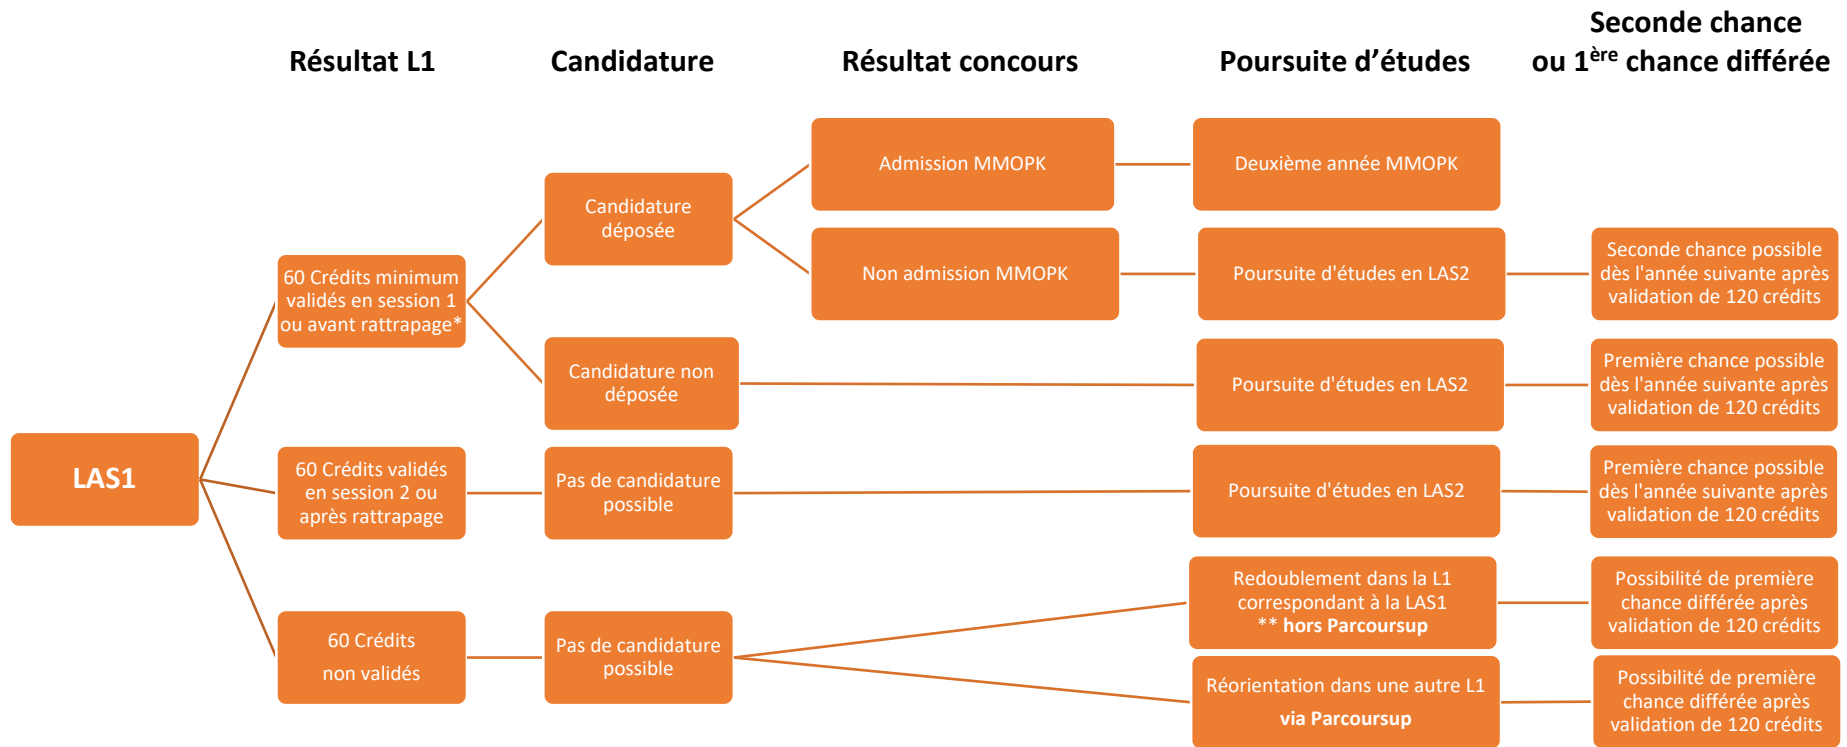 Résultat L1
Candidature
Résultat concours
Poursuite d'études
Seconde chance
ou 1ère chance différée
LAS1
60 Crédits minimum
validés en session 1
ou avant rattrapage*
Candidature
déposée
Admission MMOPK
Deuxième année MMOPK
Non admission MMOPK
Poursuite d'études en LAS2
Seconde chance possible
dès l'année suivante après
validation de 120 crédits
Candidature non
déposée
Poursuite d'études en LAS2
Première chance possible
dès l'année suivante après
validation de 120 crédits
60 Crédits validés
en session 2 ou
après rattrapage
Pas de candidature
possible
Poursuite d'études en LAS2
Première chance possible
dès l'année suivante après
validation de 120 crédits
60 Crédits
non validés
Pas de candidature
possible
Redoublement dans la L1
correspondant à la LAS1
** hors Parcoursup
Possibilité de première
chance différée après
validation de 120 crédits
Réorientation dans une autre L1
via Parcoursup
Possibilité de première
chance différée après
validation de 120 crédits